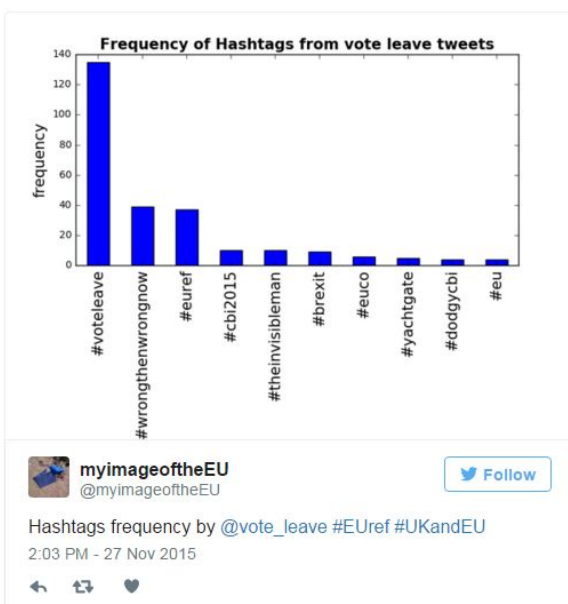 Frequency of Hashtags from vote leave tweets
140
120
100
80
60
40
20
0
frequency
#voteleave
#wrongthenwrongnow
#euref
#cbi2015
#theinvisibleman
#brexit
#euco
#yachtgate
#dodgycbi
#eu
myimageoftheEU
@myimageoftheEU
Follow
Hashtags frequency by @vote_leave #EUref #UKandEU
2:03 PM - 27 Nov 2015